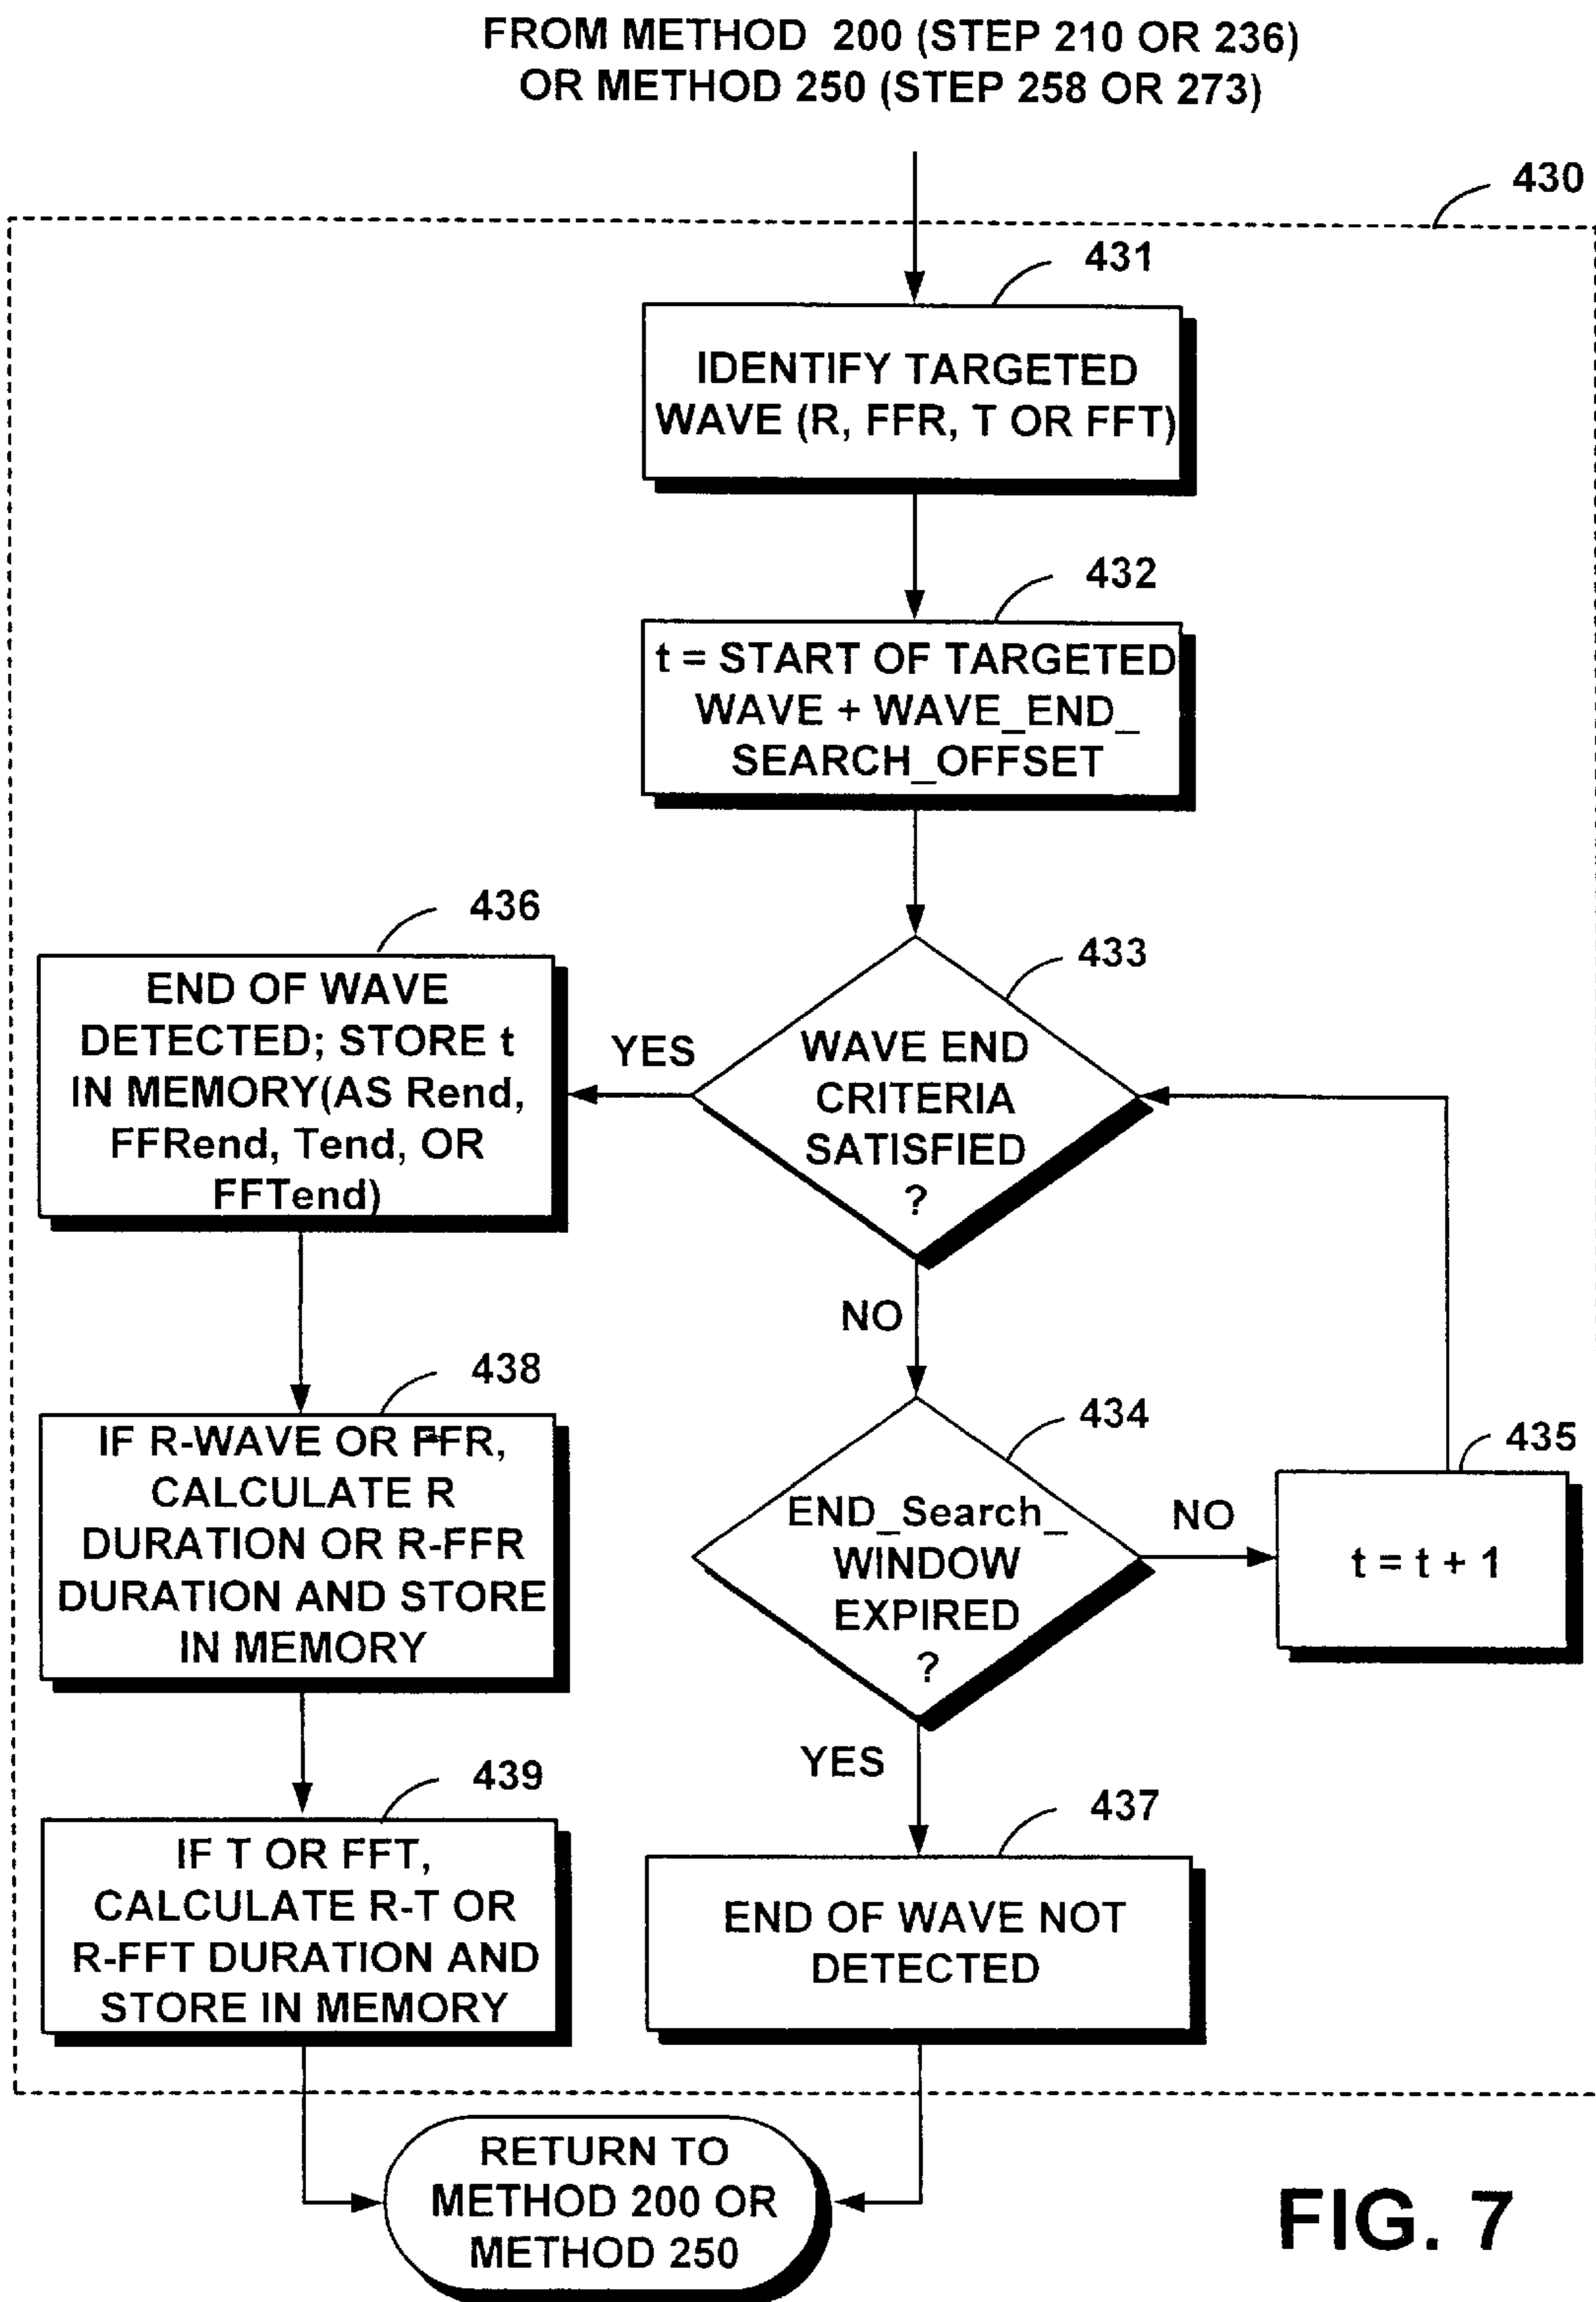 FROM METHOD 200 (STEP 210 OR 236)
OR METHOD 250 (STEP 258 OR 273)
430
431
IDENTIFY TARGETED
WAVE (R, FFR, T OR FFT)
432
t = START OF TARGETED
WAVE + WAVE_END_
SEARCH_OFFSET
433
WAVE END
CRITERIA
SATISFIED
?
YES
436
END OF WAVE
DETECTED; STORE t
IN MEMORY(AS Rend,
FFRend, Tend, OR
FFTend)
NO
434
END_Search_
WINDOW
EXPIRED
?
NO
435
t = t + 1
438
IF R-WAVE OR FFR,
CALCULATE R
DURATION OR R-FFR
DURATION AND STORE
IN MEMORY
YES
437
END OF WAVE NOT
DETECTED
439
IF T OR FFT,
CALCULATE R-T OR
R-FFT DURATION AND
STORE IN MEMORY
RETURN TO
METHOD 200 OR
METHOD 250
FIG. 7